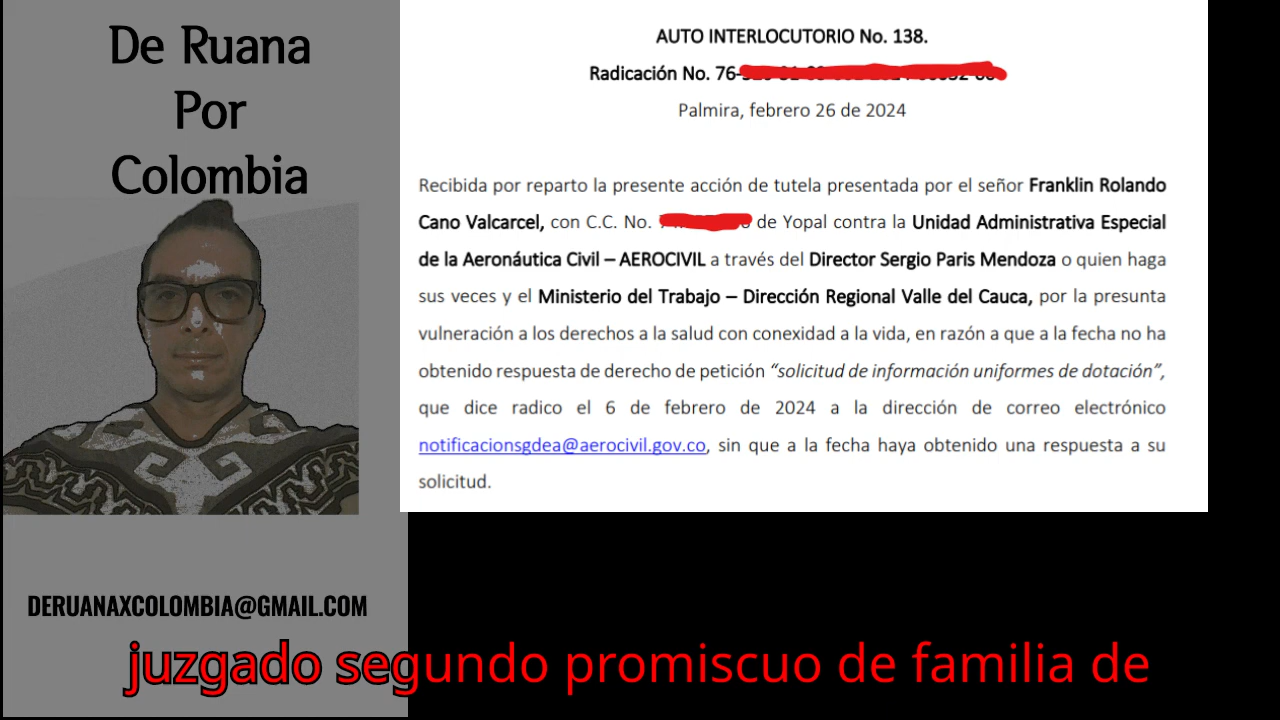 De Ruana
Por
Colombia
DERUANAXCOLOMBIA@GMAIL.COM
AUTO INTERLOCUTORIO No. 138.
Radicación No. 76-
Palmira, febrero 26 de 2024
Recibida por reparto la presente acción de tutela presentada por el señor Franklin Rolando
Cano Valcarcel, con C.C. No. de Yopal contra la Unidad Administrativa Especial
de la Aeronáutica Civil – AEROCIVIL a través del Director Sergio Paris Mendoza o quien haga
sus veces y el Ministerio del Trabajo – Dirección Regional Valle del Cauca, por la presunta
vulneración a los derechos a la salud con conexidad a la vida, en razón a que a la fecha no ha
obtenido respuesta de derecho de petición “solicitud de información uniformes de dotación”,
que dice radico el 6 de febrero de 2024 a la dirección de correo electrónico
notificacionsgdea@aerocivil.gov.co, sin que a la fecha haya obtenido una respuesta a su
solicitud.
juzgado segundo promiscuo de familia de